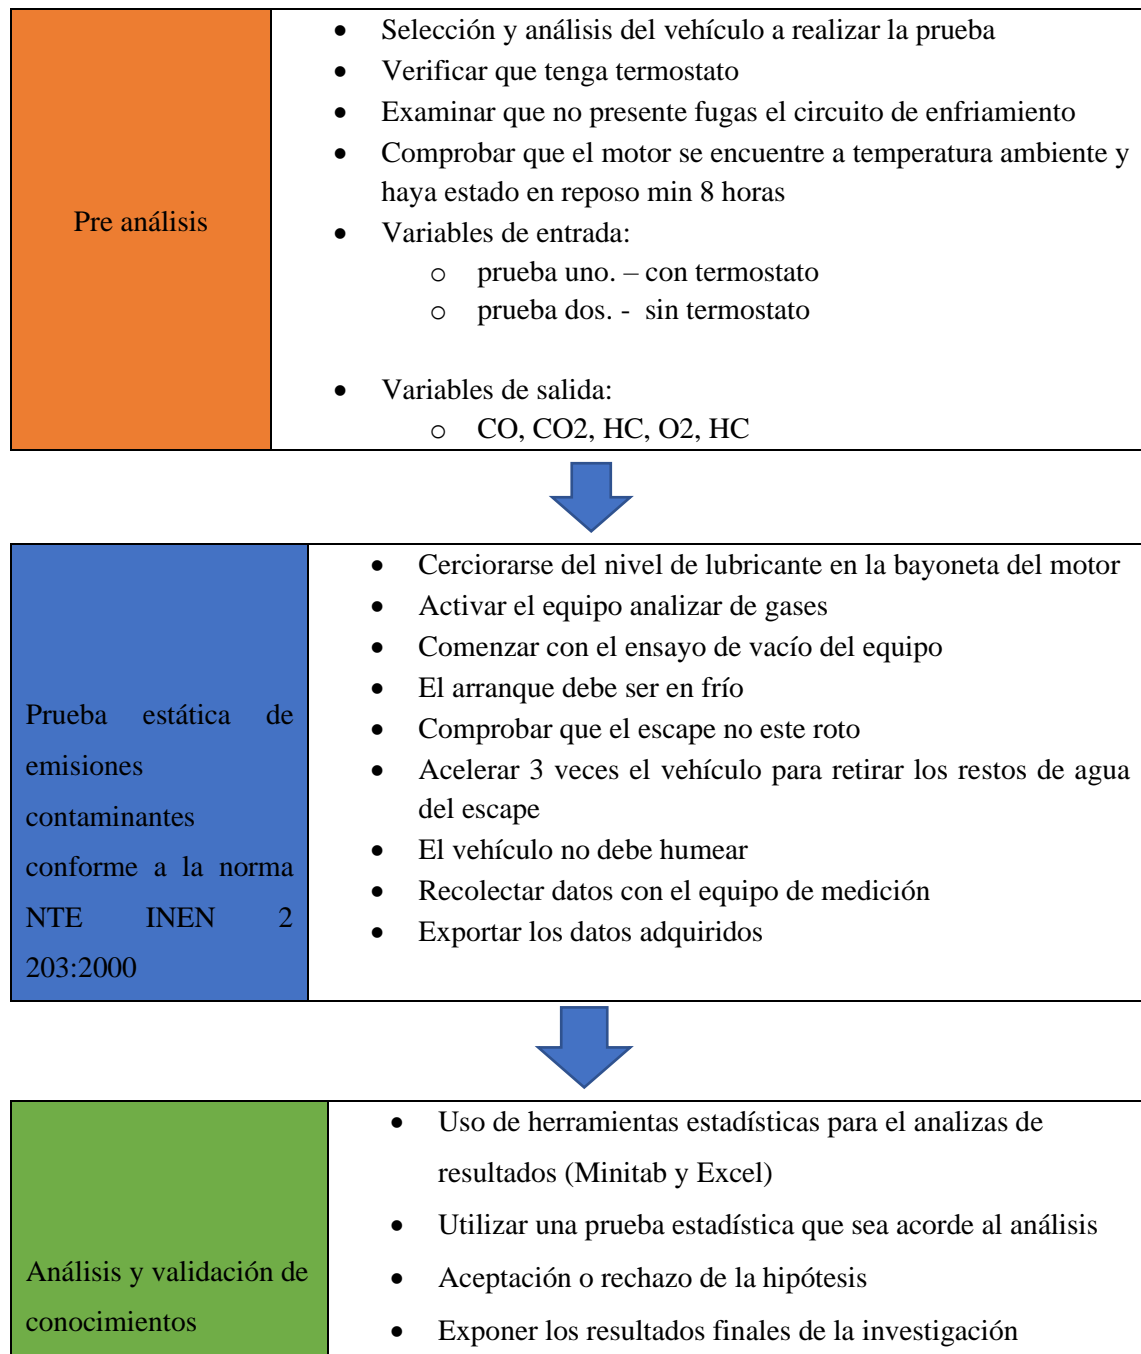 Pre análisis
• Selección y análisis del vehículo a realizar la prueba
• Verificar que tenga termostato
• Examinar que no presente fugas el circuito de enfriamiento
• Comprobar que el motor se encuentre a temperatura ambiente y
haya estado en reposo min 8 horas
• Variables de entrada:
o prueba uno. – con termostato
o prueba dos. - sin termostato
• Variables de salida:
o CO, CO2, HC, O2, HC
Prueba estática de
emisiones
contaminantes
conforme a la norma
NTE INEN 2
203:2000
• Cerciorarse del nivel de lubricante en la bayoneta del motor
• Activar el equipo analizar de gases
• Comenzar con el ensayo de vacío del equipo
• El arranque debe ser en frío
• Comprobar que el escape no este roto
• Acelerar 3 veces el vehículo para retirar los restos de agua
del escape
• El vehículo no debe humear
• Recolectar datos con el equipo de medición
• Exportar los datos adquiridos
Análisis y validación de
conocimientos
• Uso de herramientas estadísticas para el analizas de
resultados (Minitab y Excel)
• Utilizar una prueba estadística que sea acorde al análisis
• Aceptación o rechazo de la hipótesis
• Exponer los resultados finales de la investigación